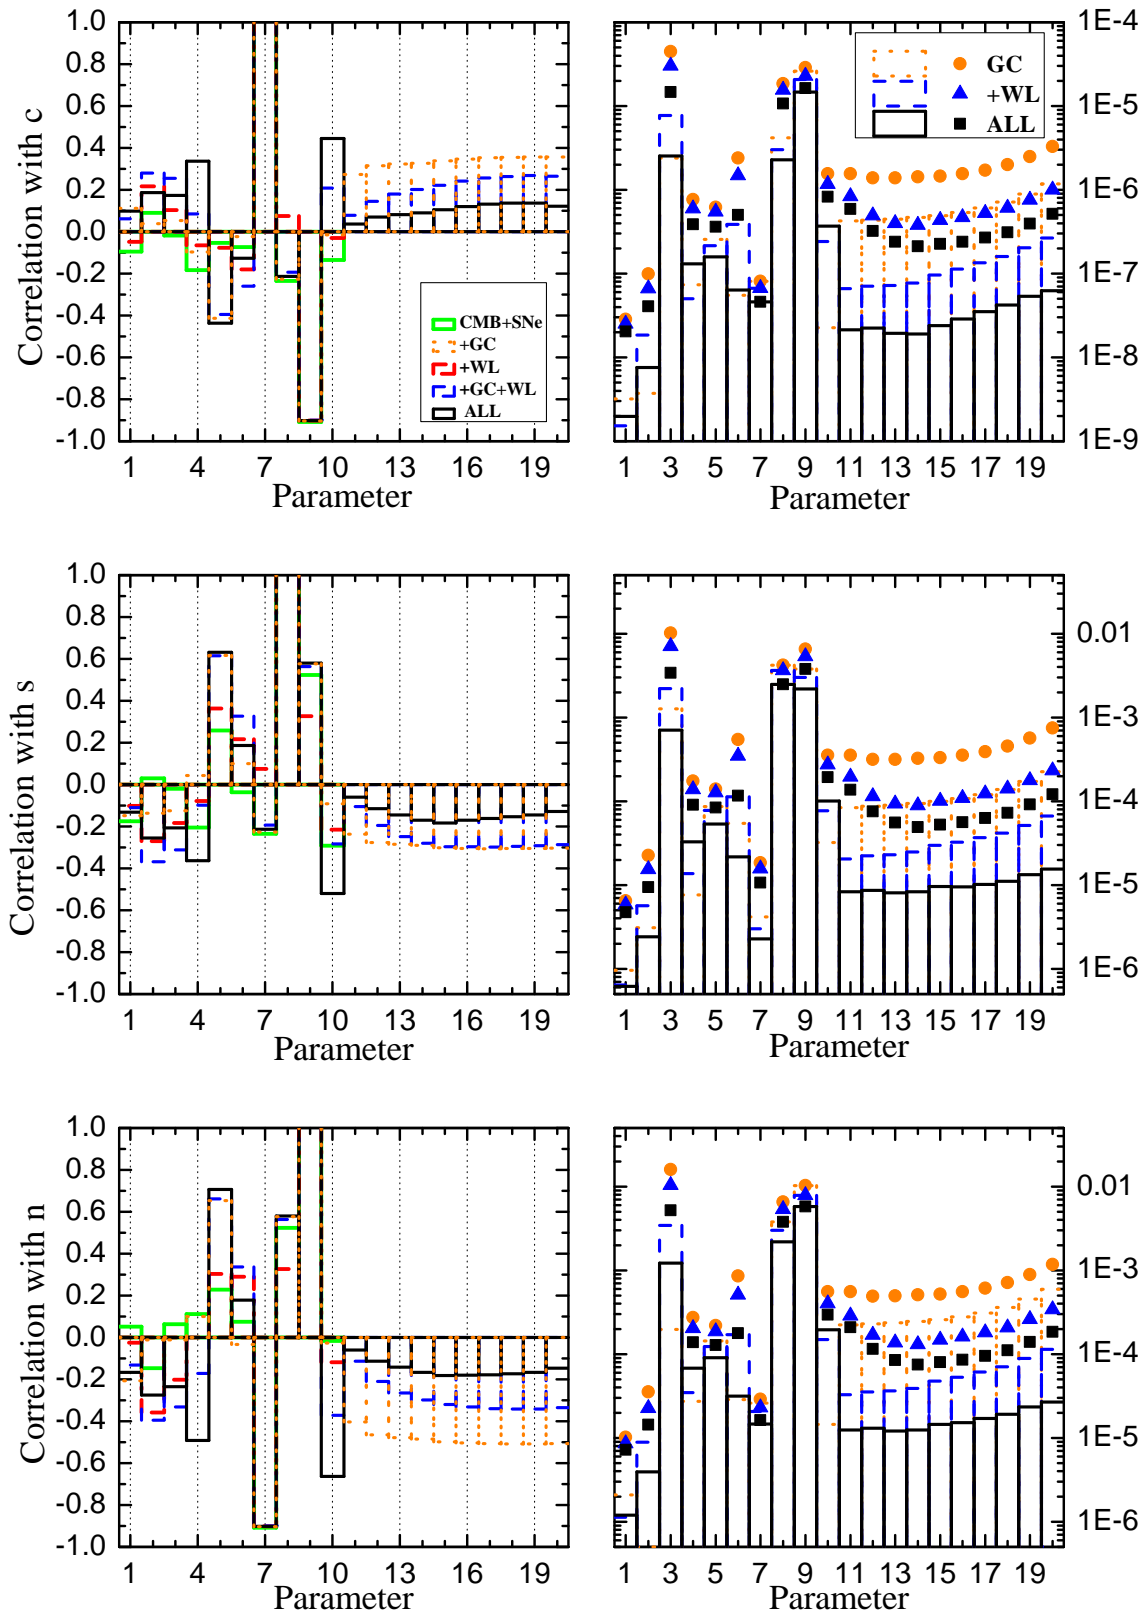 Correlation with c
1.0
0.8
0.6
0.4
0.2
0.0
-0.2
-0.4
-0.6
-0.8
-1.0
CMB+SNe
+GC
+WL
+GC+WL
ALL
1 4 7 10 13 16 19
Parameter
GC
+WL
ALL
1E-4
1E-5
1E-6
1E-7
1E-8
1E-9
1 3 5 7 9 11 13 15 17 19
Parameter
Correlation with s
1.0
0.8
0.6
0.4
0.2
0.0
-0.2
-0.4
-0.6
-0.8
-1.0
1 4 7 10 13 16 19
Parameter
0.01
1E-3
1E-4
1E-5
1E-6
1 3 5 7 9 11 13 15 17 19
Parameter
Correlation with n
1.0
0.8
0.6
0.4
0.2
0.0
-0.2
-0.4
-0.6
-0.8
-1.0
1 4 7 10 13 16 19
Parameter
0.01
1E-3
1E-4
1E-5
1E-6
1 3 5 7 9 11 13 15 17 19
Parameter